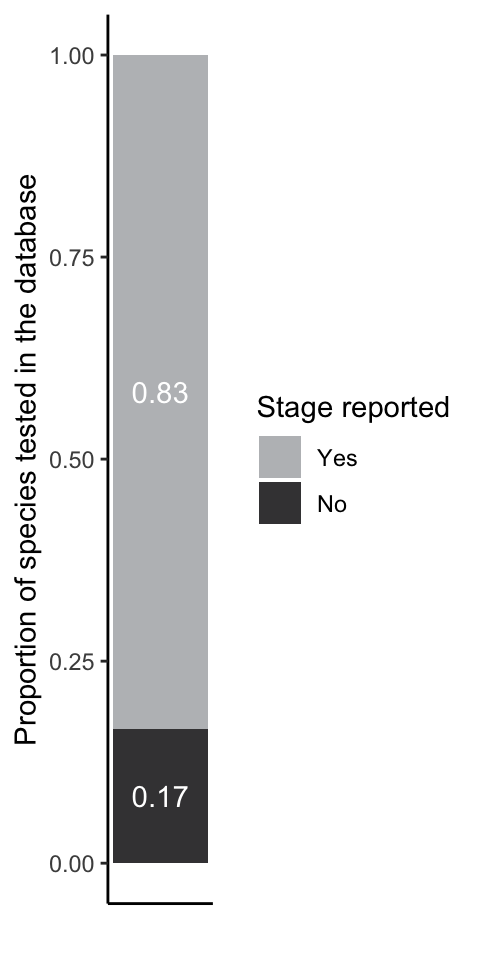 Proportion of species tested in the database
1.00
0.75
0.50
0.25
0.00
0.83
0.17
Stage reported
Yes
No